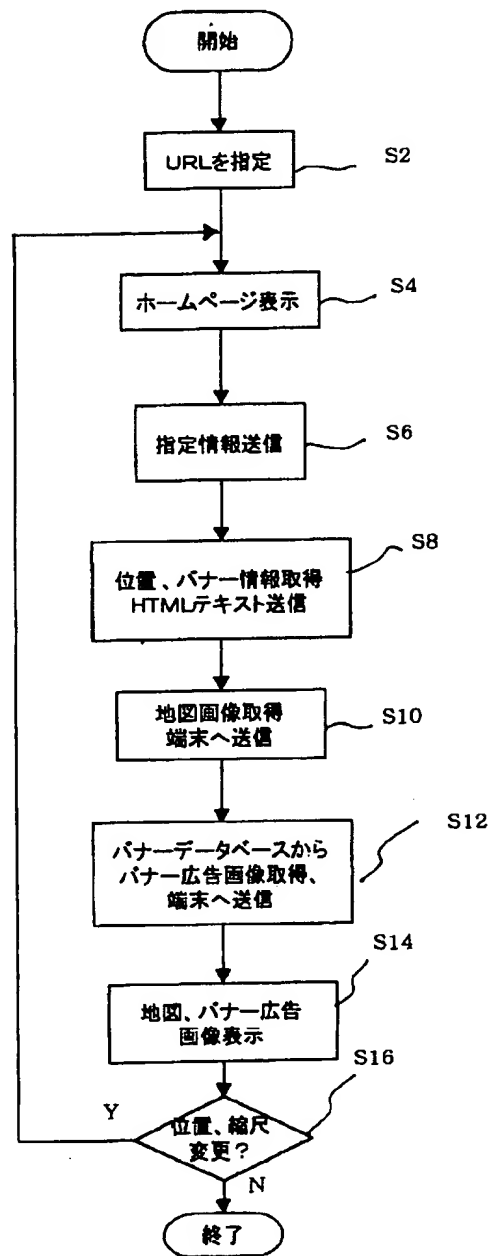 開始
URLを指定
S2
ホームページ表示
S4
指定情報送信
S6
位置、バナー情報取得
HTMLテキスト送信
S8
地図画像取得
端末へ送信
S10
バナーデータベースから
バナー広告画像取得、
端末へ送信
S12
地図、バナー広告
画像表示
S14
位置、縮尺
変更?
S16
Y
N
終了